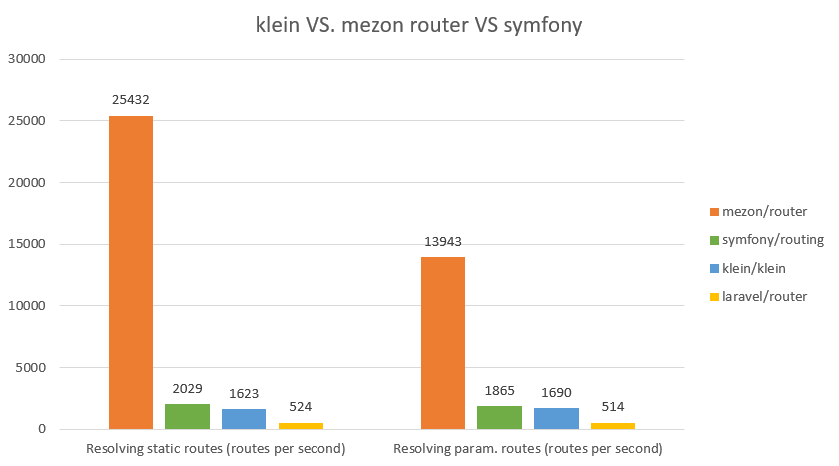 klein VS. mezon router VS symfony
30000
25000
20000
15000
10000
5000
0
25432
2029
1623
524
13943
1865
1690
514
Resolving static routes (routes per second)
Resolving param. routes (routes per second)
mezon/router
symfony/routing
klein/klein
laravel/router